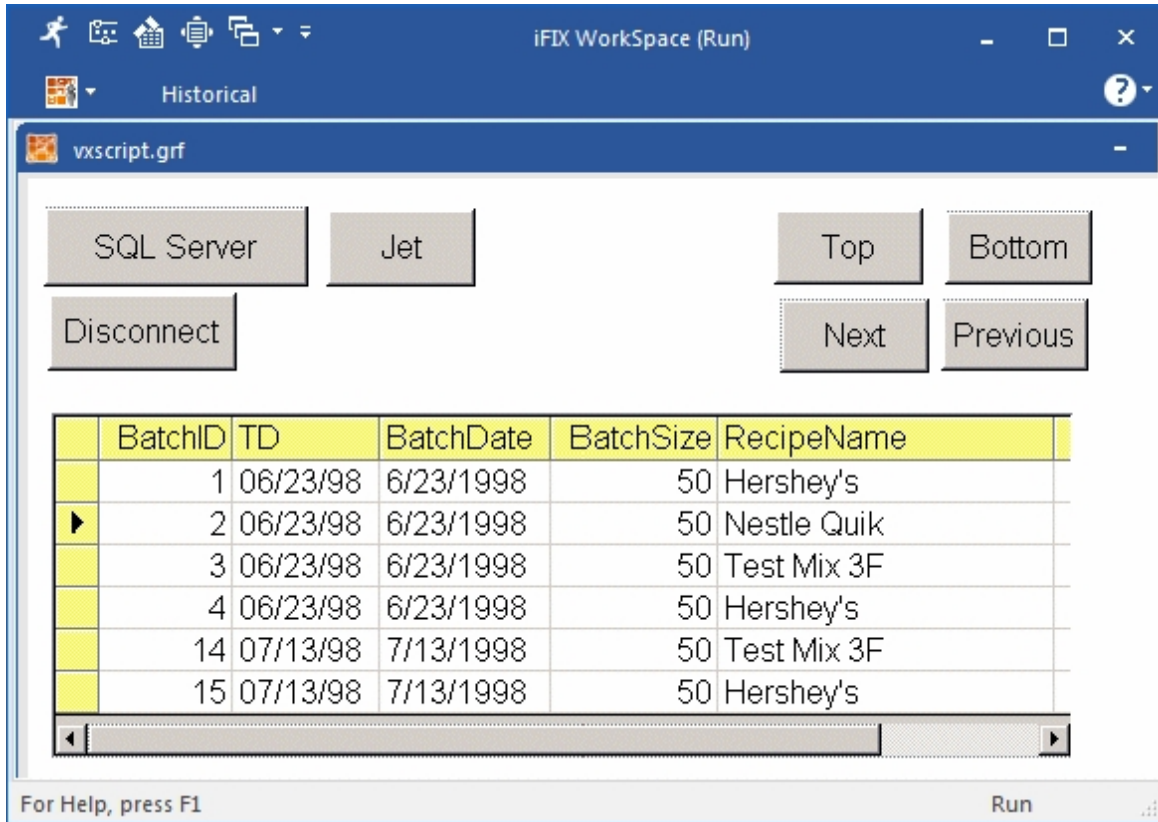 iFIX WorkSpace (Run)
Historical
vxscript.grf
SQL Server Jet Top Bottom
Disconnect Next Previous
BatchID TD BatchDate BatchSize RecipeName
1 06/23/98 6/23/1998 50 Hershey's
2 06/23/98 6/23/1998 50 Nestle Quik
3 06/23/98 6/23/1998 50 Test Mix 3F
4 06/23/98 6/23/1998 50 Hershey's
14 07/13/98 7/13/1998 50 Test Mix 3F
15 07/13/98 7/13/1998 50 Hershey's
For Help, press F1 Run